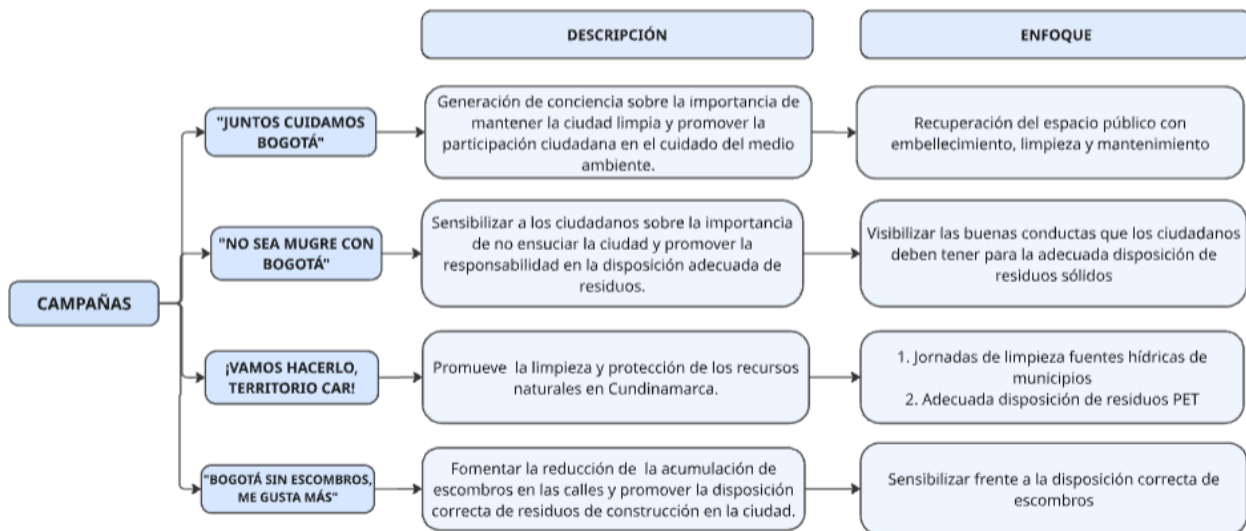 DESCRIPCIÓN
ENFOQUE
"JUNTOS CUIDAMOS
BOGOTÁ"
Generación de conciencia sobre la importancia de
mantener la ciudad limpia y promover la
participación ciudadana en el cuidado del medio
ambiente.
Recuperación del espacio público con
embellecimiento, limpieza y mantenimiento
"NO SEA MUGRE CON
BOGOTÁ"
Sensibilizar a los ciudadanos sobre la importancia
de no ensuciar la ciudad y promover la
responsabilidad en la disposición adecuada de
residuos.
Visibilizar las buenas conductas que los ciudadanos
deben tener para la adecuada disposición de
residuos sólidos
CAMPAÑAS
¡VAMOS HACERLO,
TERRITORIO CAR!
Promueve la limpieza y protección de los recursos
naturales en Cundinamarca.
1. Jornadas de limpieza fuentes hídricas de
municipios
2. Adecuada disposición de residuos PET
"BOGOTÁ SIN ESCOMBROS,
ME GUSTA MÁS"
Fomentar la reducción de la acumulación de
escombros en las calles y promover la disposición
correcta de residuos de construcción en la ciudad.
Sensibilizar frente a la disposición correcta de
escombros